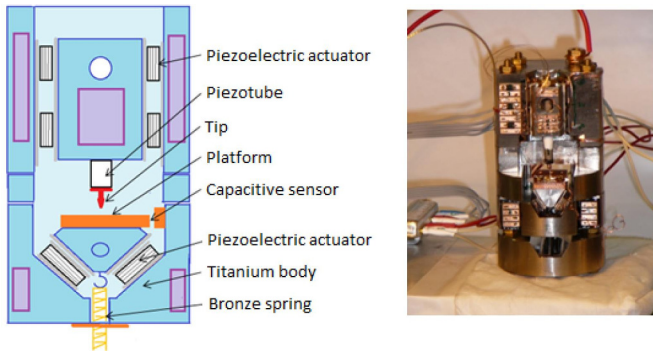 Piezoelectric actuator
Piezotube
Tip
Platform
Capacitive sensor
Piezoelectric actuator
Titanium body
Bronze spring